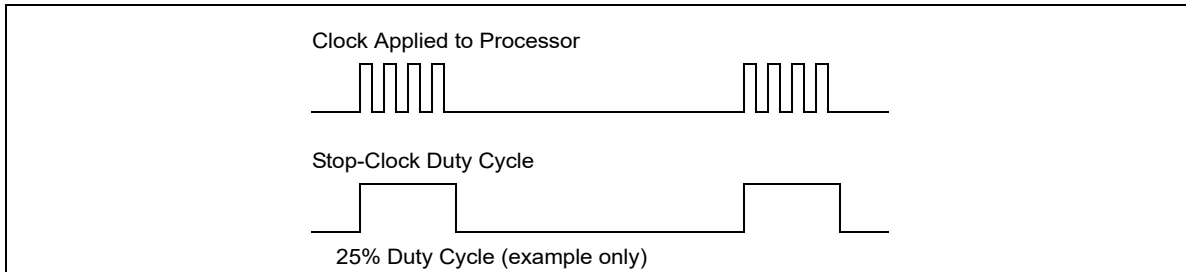 Clock Applied to Processor
Stop-Clock Duty Cycle
25% Duty Cycle (example only)